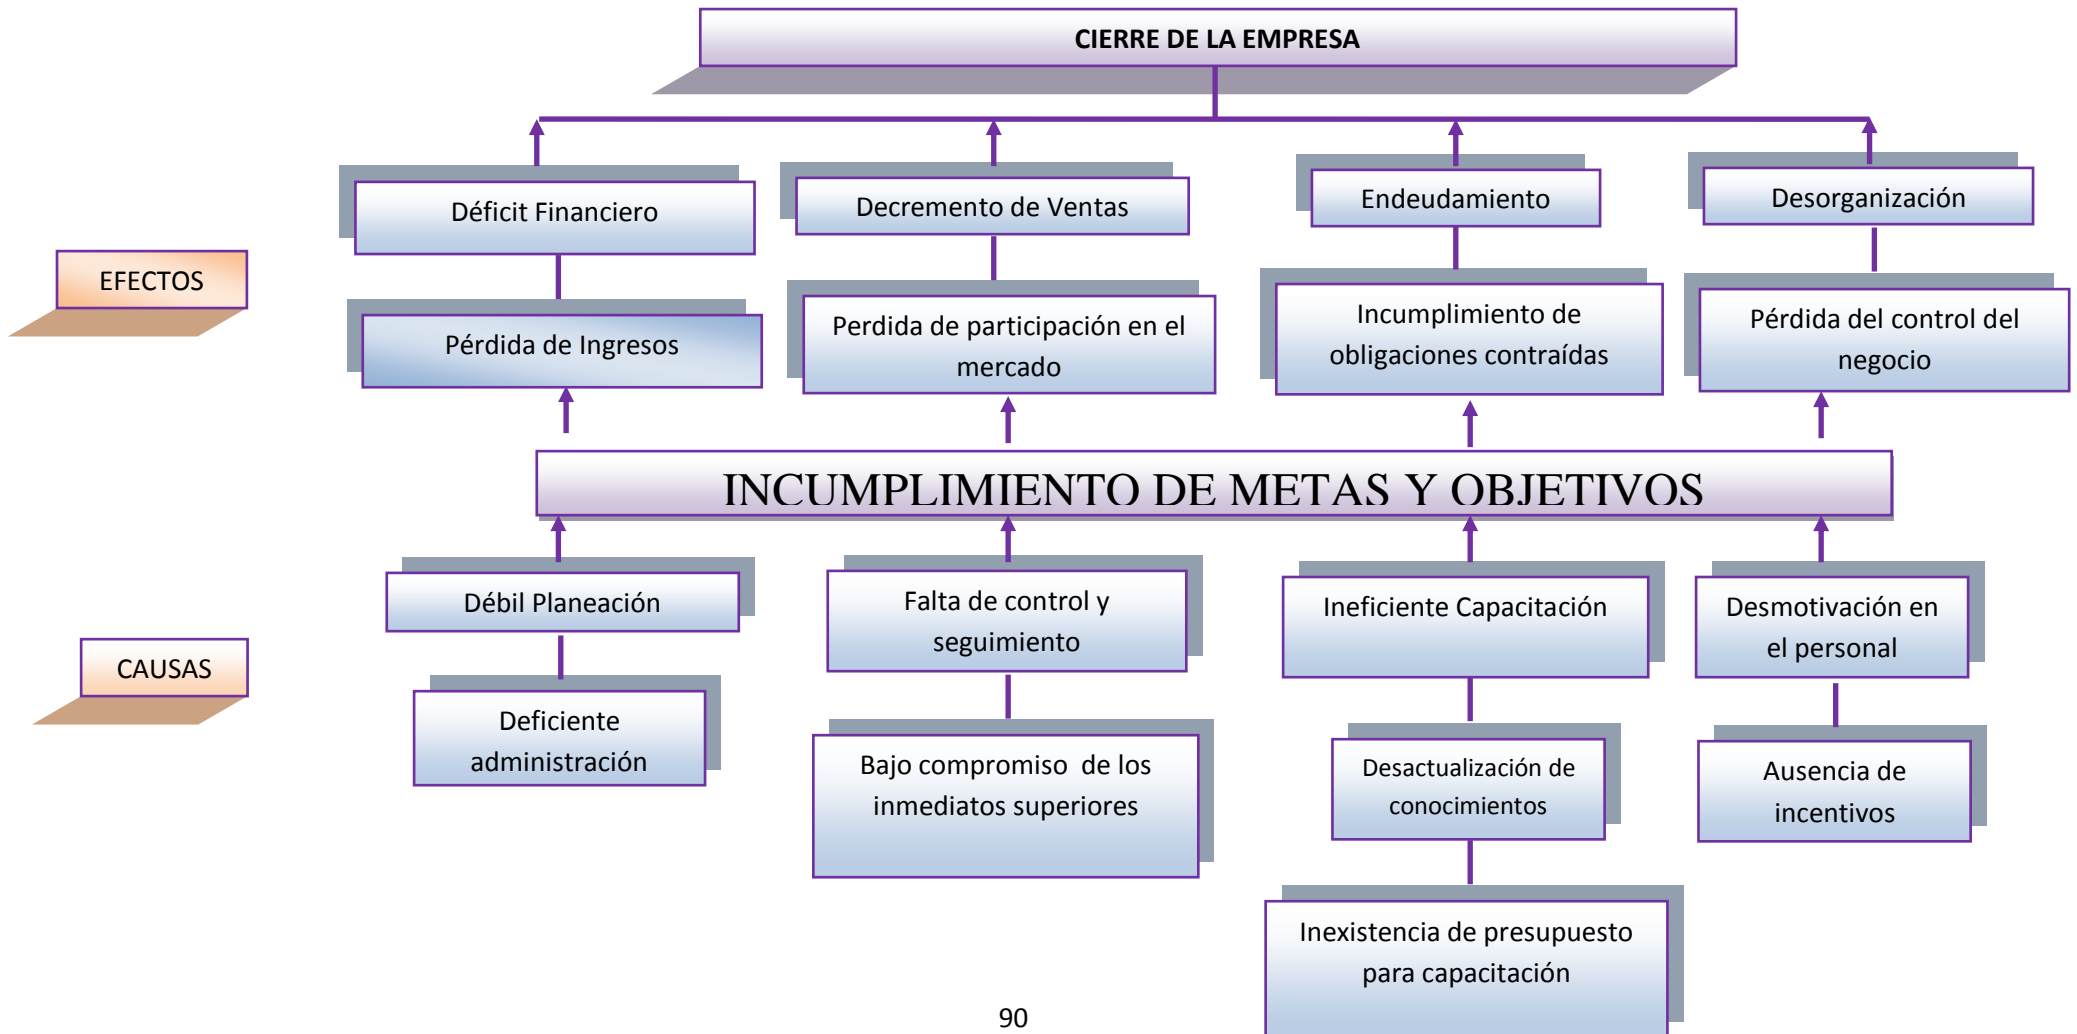 CIERRE DE LA EMPRESA
Déficit Financiero
Decremento de Ventas
Endeudamiento
Desorganización
EFECTOS
Pérdida de Ingresos
Perdida de participación en el
mercado
Incumplimiento de
obligaciones contraídas
Pérdida del control del
negocio
INCUMPLIMIENTO DE METAS Y OBJETIVOS
Débil Planeación
Falta de control y
seguimiento
Ineficiente Capacitación
Desmotivación en
el personal
CAUSAS
Deficiente
administración
Bajo compromiso  de los
inmediatos superiores
Desactualización de
conocimientos
Ausencia de
incentivos
Inexistencia de presupuesto
para capacitación
90